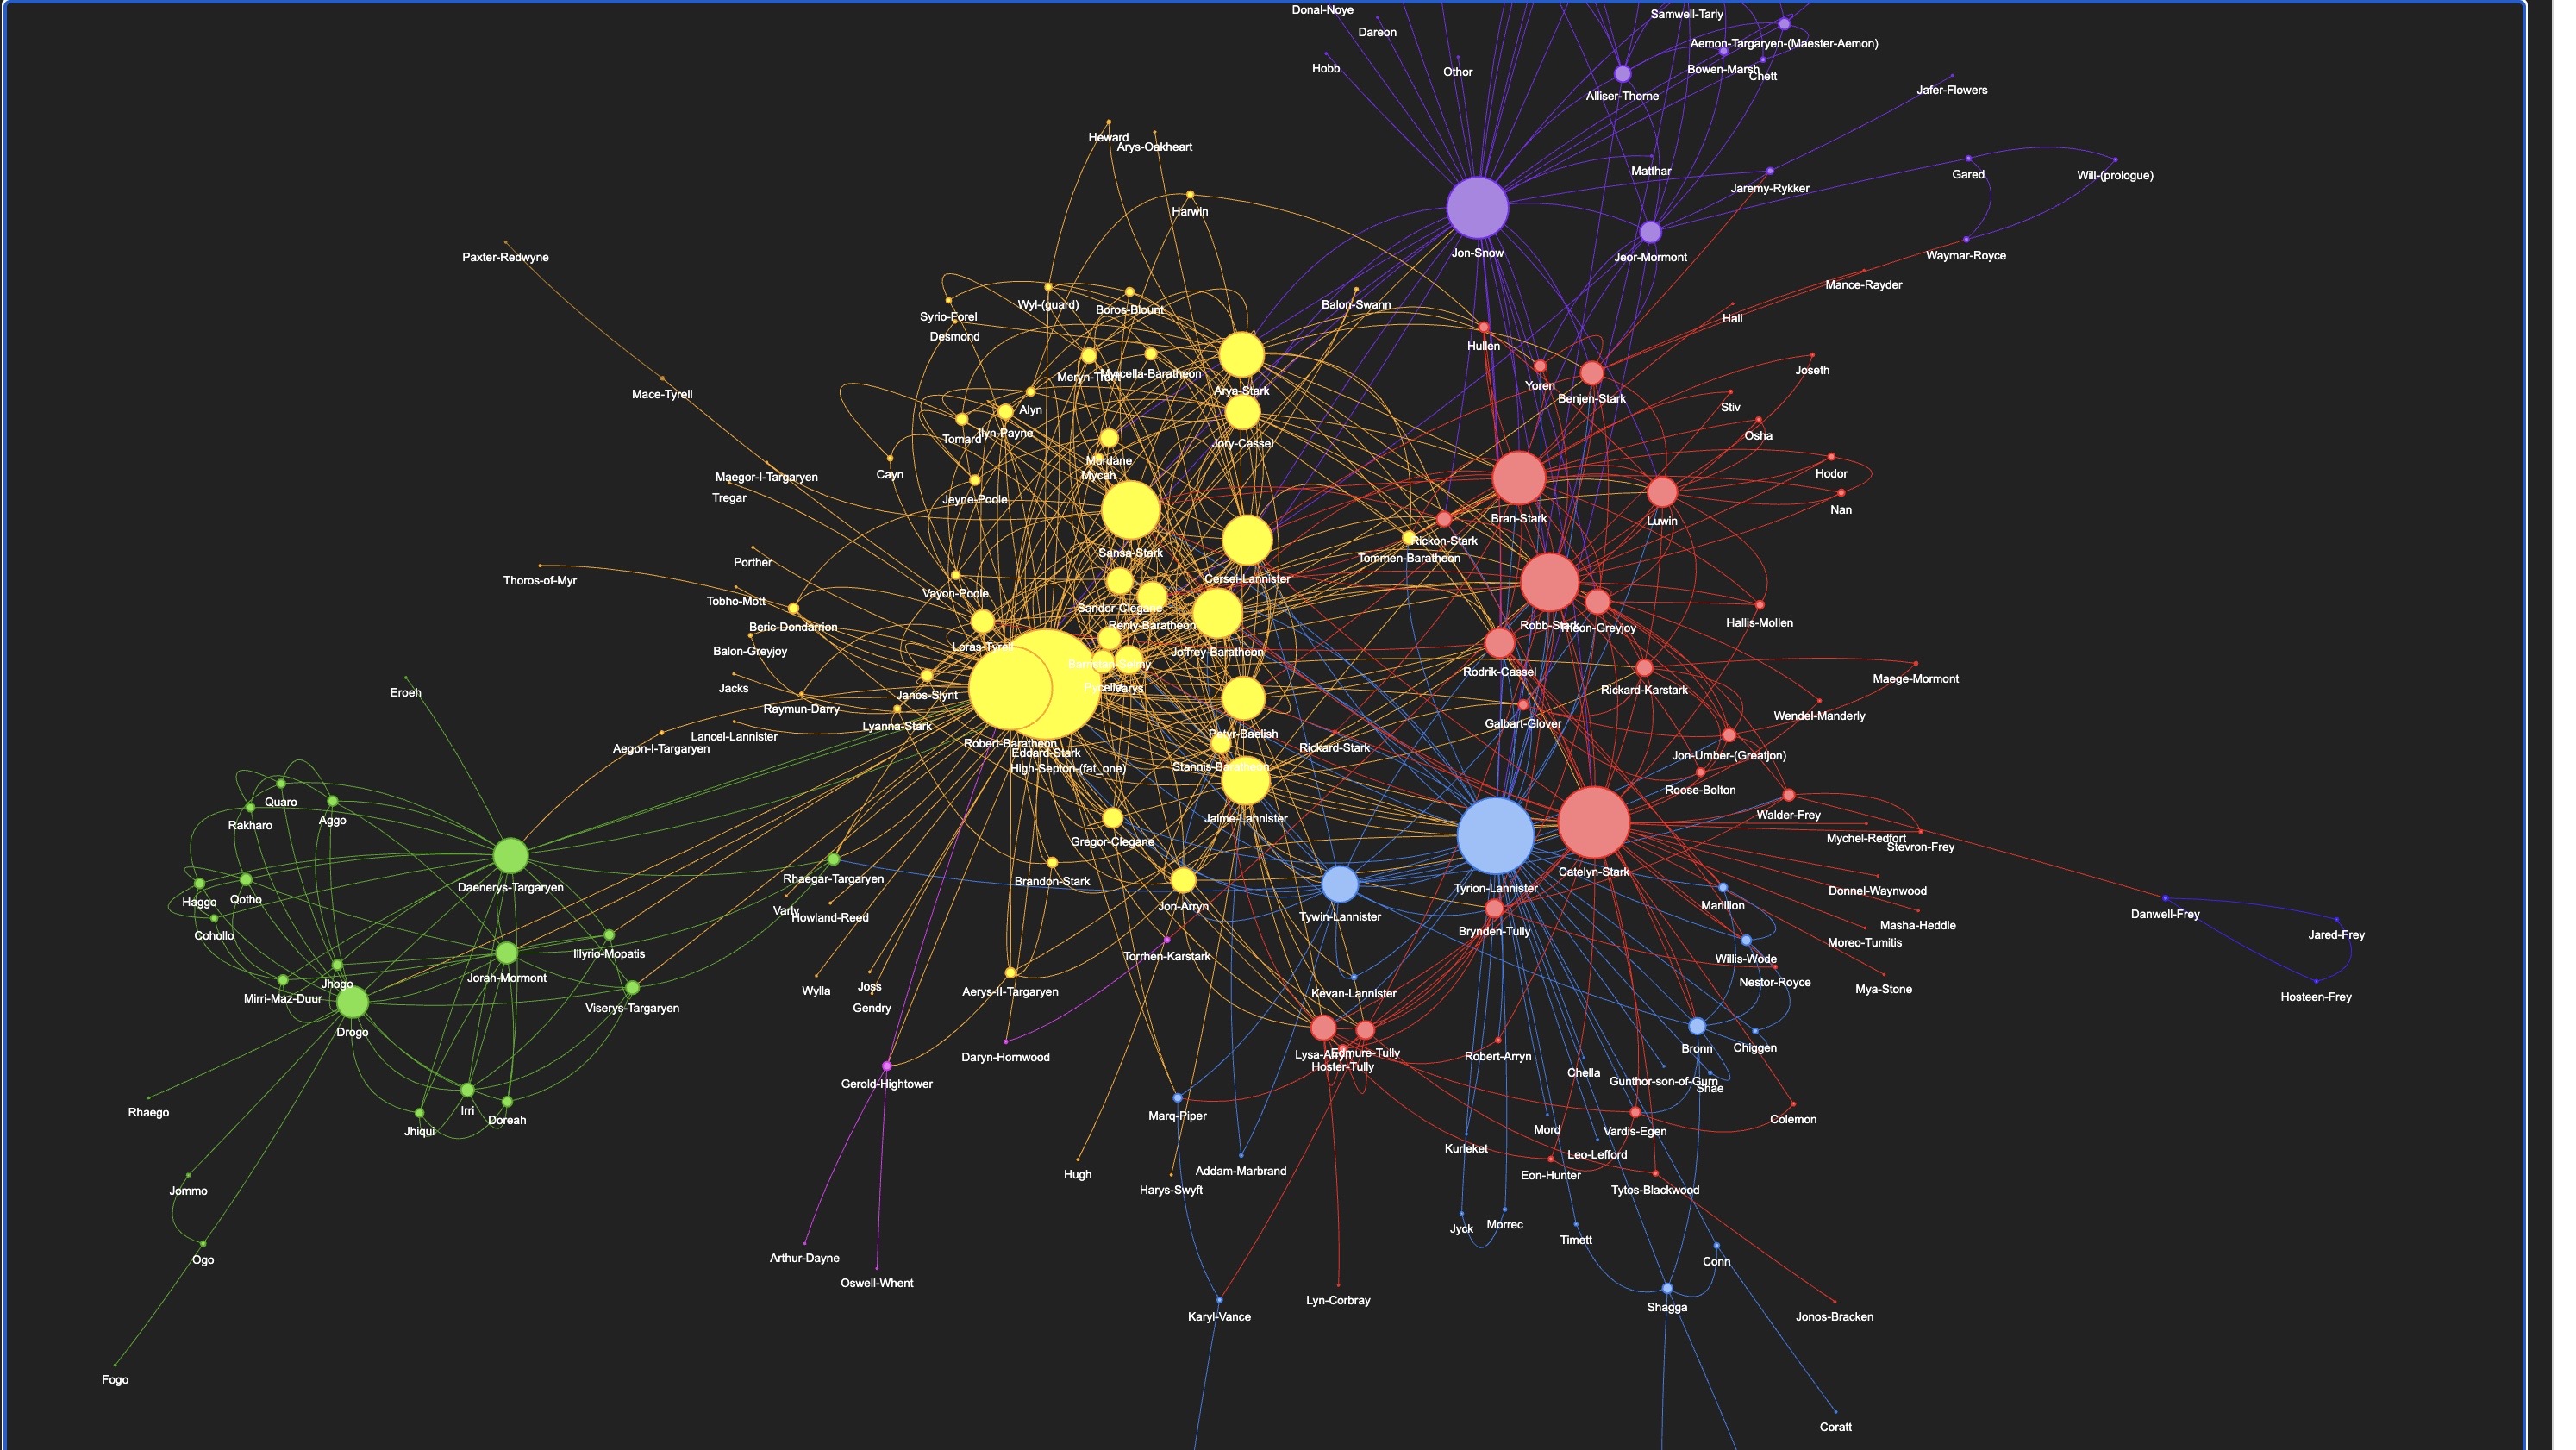 Donal-Noye
Samwell-Tarly
Dareon
Aemon-Targaryen-(Maester-Aemon)
Hobb
Othor
Bowen-Marsh
Chett
Alliser-Thorne
Jafer-Flowers
Heward
Arys-Oakheart
Matthar
Jaremy-Rykker
Gared
Will-(prologue)
Harwin
Jon-Snow
Jeor-Mormont
Waymar-Royce
Paxter-Redwyne
Mance-Rayder
Wyl-(guard)
Balon-Swann
Boros-Blount
Syrio-Forel
Hali
Desmond
Hullen
Joseth
Meryn-Trant
Myrcella-Baratheon
Yoren
Arya-Stark
Mace-Tyrell
Benjen-Stark
Stiv
Alyn
Ilyn-Payne
Tomard
Jory-Cassel
Osha
Mordane
Mycah
Cayn
Hodor
Maegor-I-Targaryen
Tregar
Jeyne-Poole
Nan
Bran-Stark
Luwin
Rickon-Stark
Sansa-Stark
Tommen-Baratheon
Porther
Thoros-of-Myr
Cersei-Lannister
Vayon-Poole
Tobho-Mott
Sandor-Clegane
Beric-Dondarrion
Renly-Baratheon
Robb-Stark
Theon-Greyjoy
Hallis-Mollen
Loras-Tyrell
Balon-Greyjoy
Joffrey-Baratheon
Barristan-Selmy
Rodrik-Cassel
Maege-Mormont
Eroeh
Jacks
Janos-Slynt
Pycelle
Varys
Rickard-Karstark
Raymun-Darry
Lyanna-Stark
Wendel-Manderly
Galbart-Glover
Lancel-Lannister
Petyr-Baelish
Robert-Baratheon
Aegon-I-Targaryen
Eddard-Stark
Rickard-Stark
Jon-Umber-(Greatjon)
High-Septon-(fat_one)
Stannis-Baratheon
Roose-Bolton
Quaro
Rakharo
Aggo
Walder-Frey
Jaime-Lannister
Gregor-Clegane
Mychel-Redfort
Stevron-Frey
Catelyn-Stark
Rhaegar-Targaryen
Brandon-Stark
Daenerys-Targaryen
Tyrion-Lannister
Donnel-Waynwood
Haggo
Qotho
Varly
Howland-Reed
Jon-Arryn
Tywin-Lannister
Marillion
Danwell-Frey
Masha-Heddle
Brynden-Tully
Cohollo
Jared-Frey
Moreo-Tumitis
Illyrio-Mopatis
Torrhen-Karstark
Willis-Wode
Jorah-Mormont
Jhogo
Nestor-Royce
Mya-Stone
Joss
Wylla
Aerys-II-Targaryen
Kevan-Lannister
Mirri-Maz-Duur
Hosteen-Frey
Viserys-Targaryen
Gendry
Drogo
Bronn
Chiggen
Lysa-Arryn
Edmure-Tully
Daryn-Hornwood
Robert-Arryn
Hoster-Tully
Chella
Gunthor-son-of-Gurn
Gerold-Hightower
Shae
Rhaego
Irri
Marq-Piper
Doreah
Colemon
Jhiqui
Mord
Vardis-Egen
Kurleket
Leo-Lefford
Hugh
Addam-Marbrand
Eon-Hunter
Jommo
Harys-Swyft
Tytos-Blackwood
Morrec
Jyck
Timett
Arthur-Dayne
Ogo
Conn
Oswell-Whent
Lyn-Corbray
Shagga
Karyl-Vance
Jonos-Bracken
Fogo
Coratt